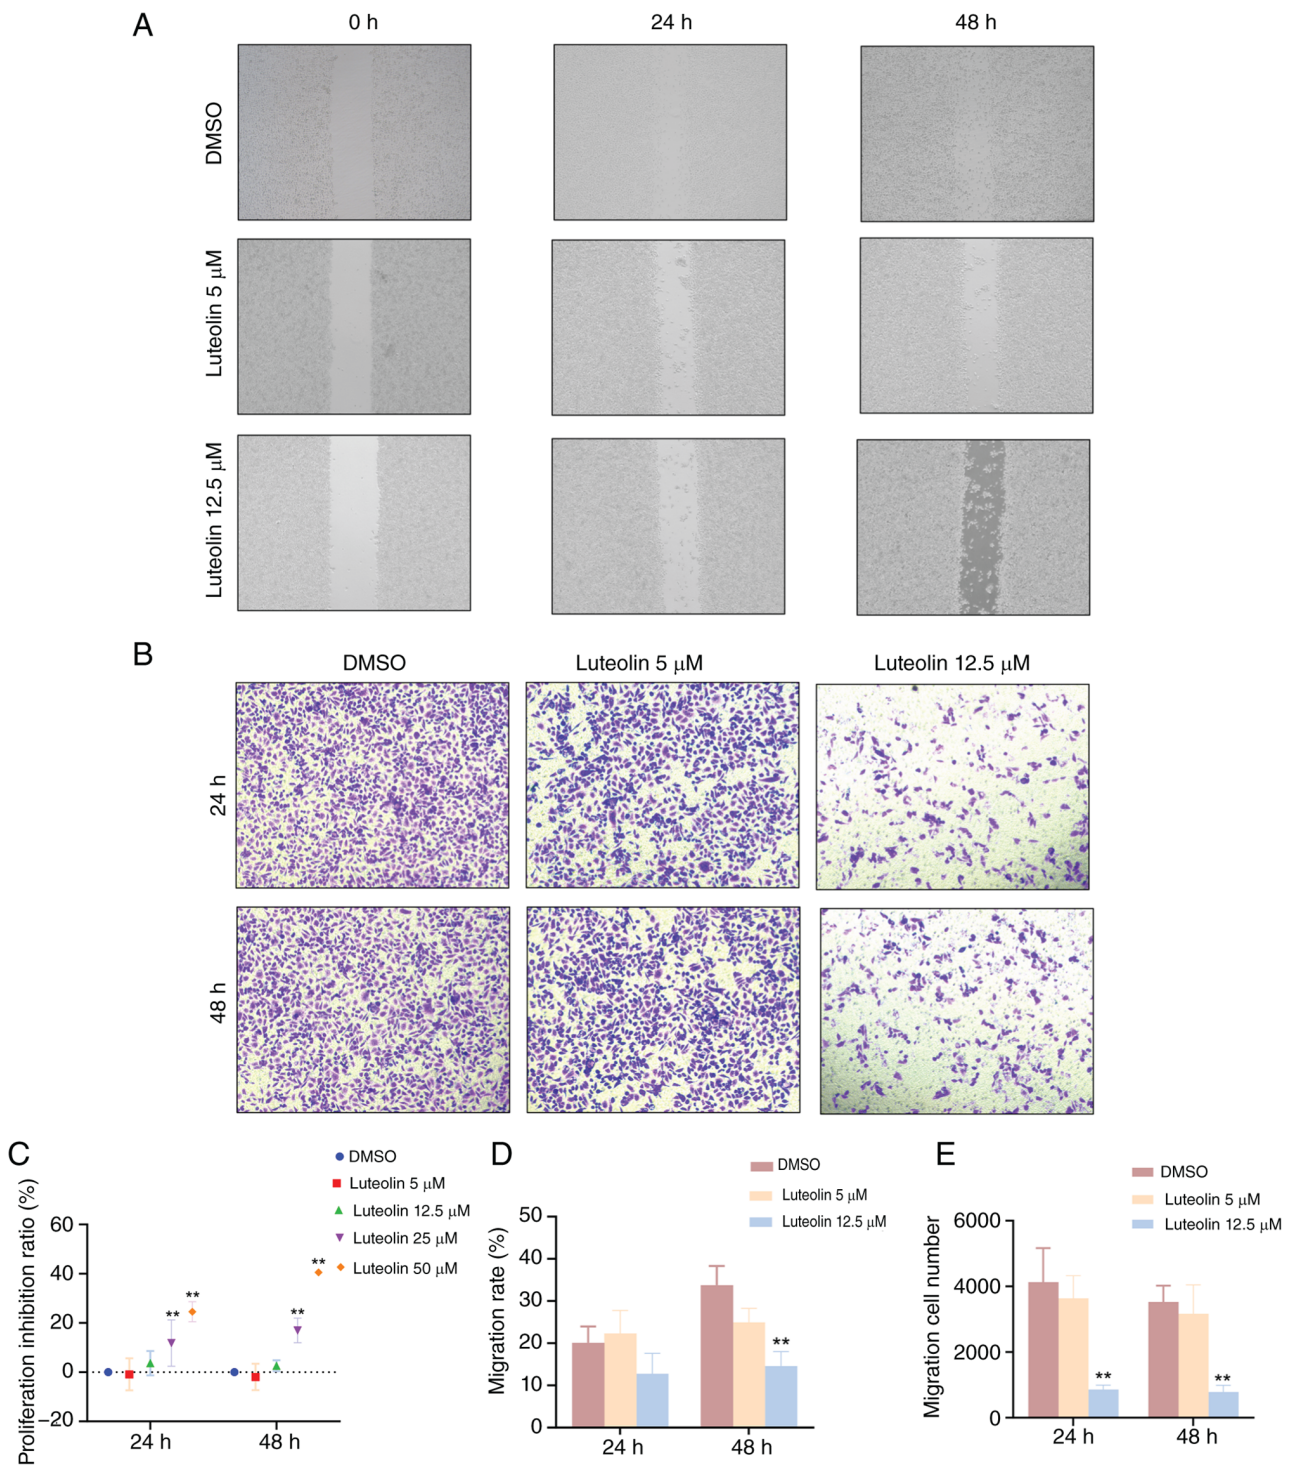 A
0 h
24 h
48 h
DMSO
Luteolin 5 μM
Luteolin 12.5 μM
B
DMSO
Luteolin 5 μM
Luteolin 12.5 μM
24 h
48 h
C
DMSO
Luteolin 5 μM
Luteolin 12.5 μM
Luteolin 25 μM
Luteolin 50 μM
Proliferation inhibition ratio (%)
60
40
20
0
−20
**
**
**
**
24 h
48 h
D
DMSO
Luteolin 5 μM
Luteolin 12.5 μM
Migration rate (%)
50
40
30
20
10
0
**
24 h
48 h
E
DMSO
Luteolin 5 μM
Luteolin 12.5 μM
Migration cell number
6000
4000
2000
0
**
**
24 h
48 h